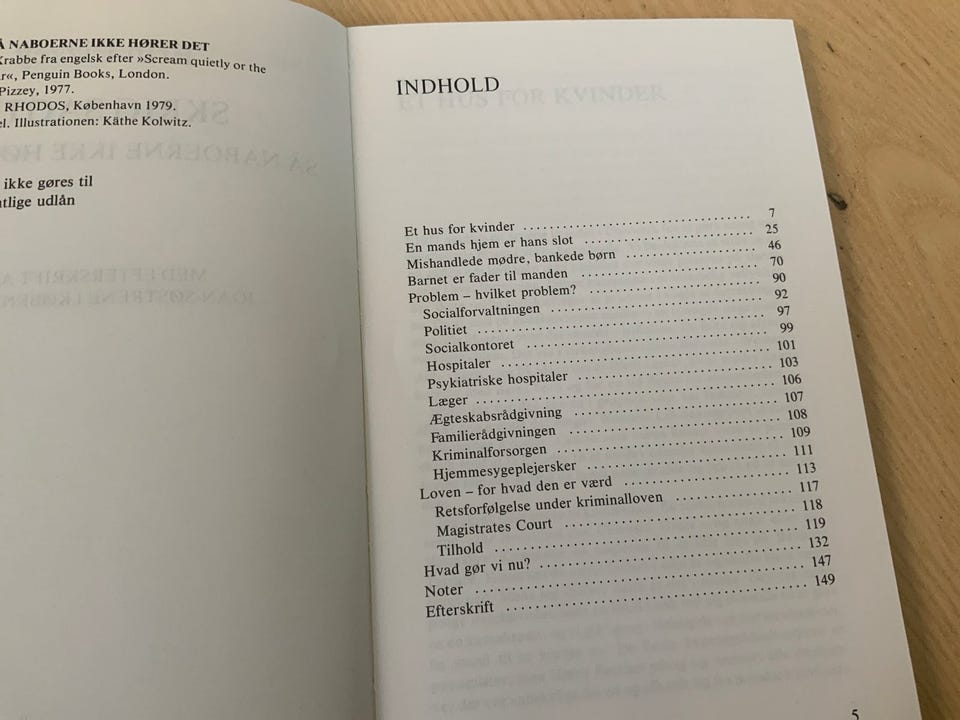 Å NABOERNE IKKE HØRER DET
Krabbe fra engelsk efter »Scream quietly or the
r«, Penguin Books, London.
Pizzey, 1977.
RHODOS, København 1979.
el. Illustrationen: Käthe Kolwitz.
ikke gøres til
ntlige udlån
INDHOLD
Et hus for kvinder 7
En mands hjem er hans slot 25
Mishandlede mødre, bankede børn 46
Barnet er fader til manden 70
Problem – hvilket problem? 90
Socialforvaltningen 92
Politiet 97
Socialkontoret 99
Hospitaler 101
Psykiatriske hospitaler 103
Læger 106
Ægteskabsrådgivning 107
Familierådgivningen 108
Kriminalforsorgen 109
Hjemmesygeplejersker 111
Loven – for hvad den er værd 113
Retsforfølgelse under kriminalloven 117
Magistrates Court 118
Tilhold 119
Hvad gør vi nu? 132
Noter 147
Efterskrift 149
5